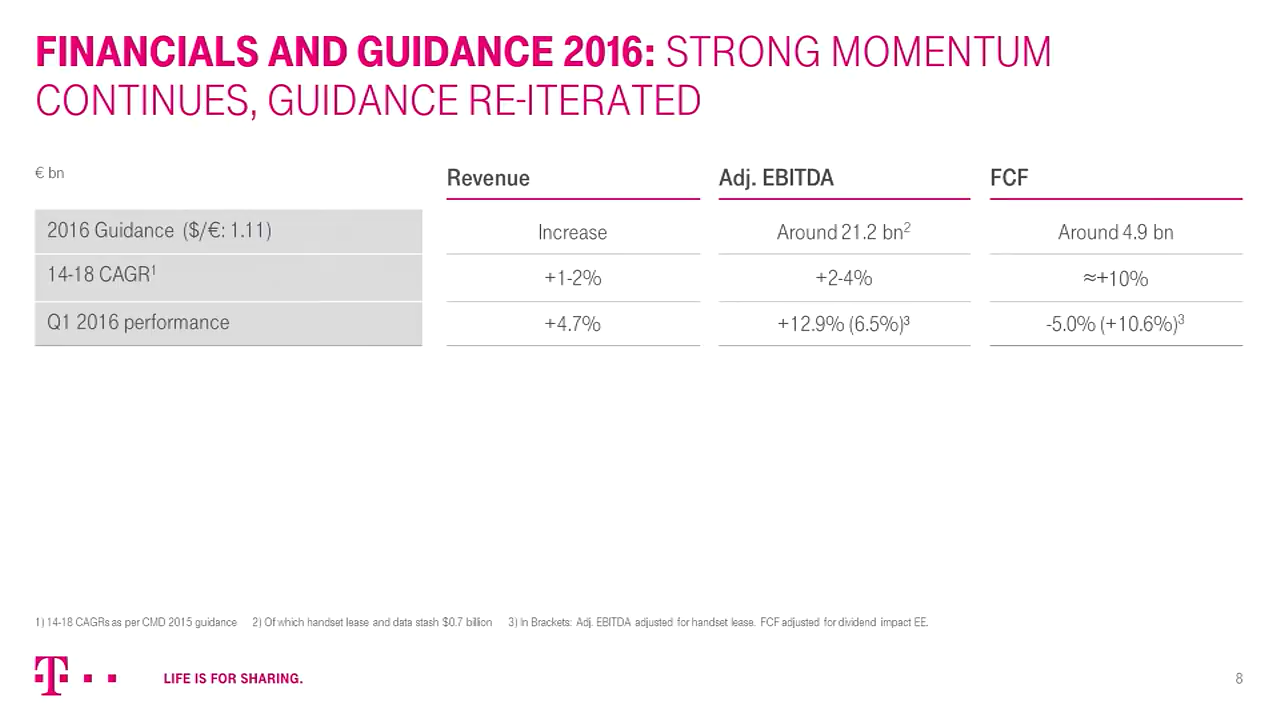 FINANCIALS AND GUIDANCE 2016: STRONG MOMENTUM
CONTINUES, GUIDANCE RE-ITERATED
€ bn
Revenue
Adj. EBITDA
FCF
2016 Guidance ($/€: 1.11)
Increase
Around 21.2 bn²
Around 4.9 bn
14-18 CAGR¹
+1-2%
+2-4%
≈+10%
Q1 2016 performance
+4.7%
+12.9% (6.5%)³
-5.0% (+10.6%)³
1) 14-18 CAGRs as per CMD 2015 guidance 2) Of which handset lease and data stash $0.7 billion 3) In Brackets: Adj. EBITDA adjusted for handset lease. FCF adjusted for dividend impact EE.
T
LIFE IS FOR SHARING.
8